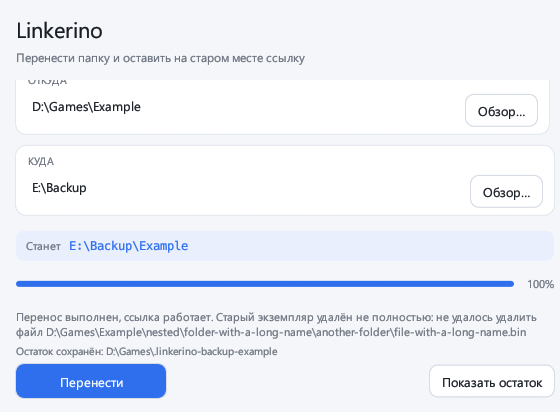 Linkerino
Перенести папку и оставить на старом месте ссылку
ОТКУДА
D:\Games\Example
Обзор...
КУДА
E:\Backup
Обзор...
Станет E:\Backup\Example
100%
Перенос выполнен, ссылка работает. Старый экземпляр удалён не полностью: не удалось удалить
файл D:\Games\Example\nested\folder-with-a-long-name\another-folder\file-with-a-long-name.bin
Остаток сохранён: D:\Games\.linkerino-backup-example
Перенести
Показать остаток